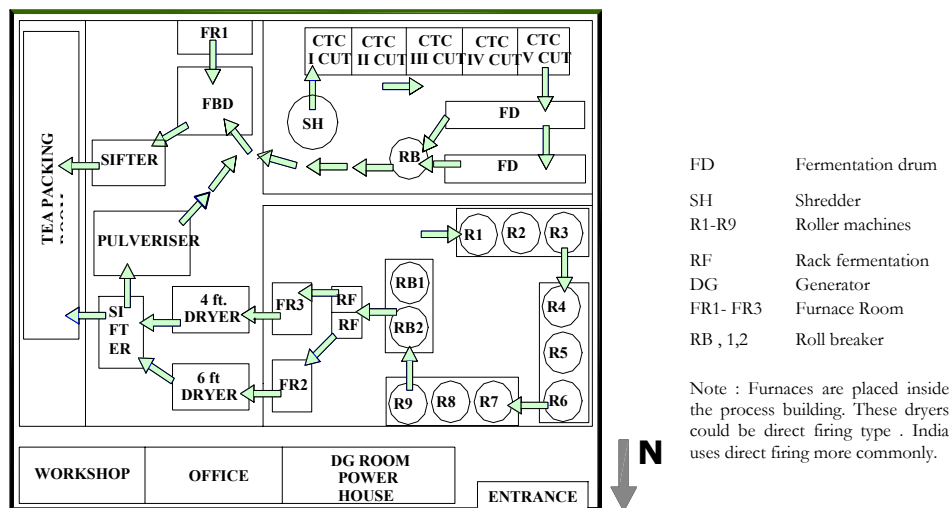 FR1
CTC CTC CTC CTC CTC
I CUT II CUT III CUT IV CUT V CUT
FBD
SH
FD
RB
FD
SIFTER
TEA PACKING
PULVERISER
R1 R2 R3
RB1
R4
4 ft.
DRYER
FR3
RF
RF
RB2
SI
FT
ER
R5
6 ft
DRYER
FR2
R9 R8 R7 R6
WORKSHOP
OFFICE
DG ROOM
POWER
HOUSE
ENTRANCE
N
FD Fermentation drum
SH Shredder
R1-R9 Roller machines
RF Rack fermentation
DG Generator
FR1- FR3 Furnace Room
RB , 1,2 Roll breaker
Note : Furnaces are placed inside
the process building. These dryers
could be direct firing type . India
uses direct firing more commonly.